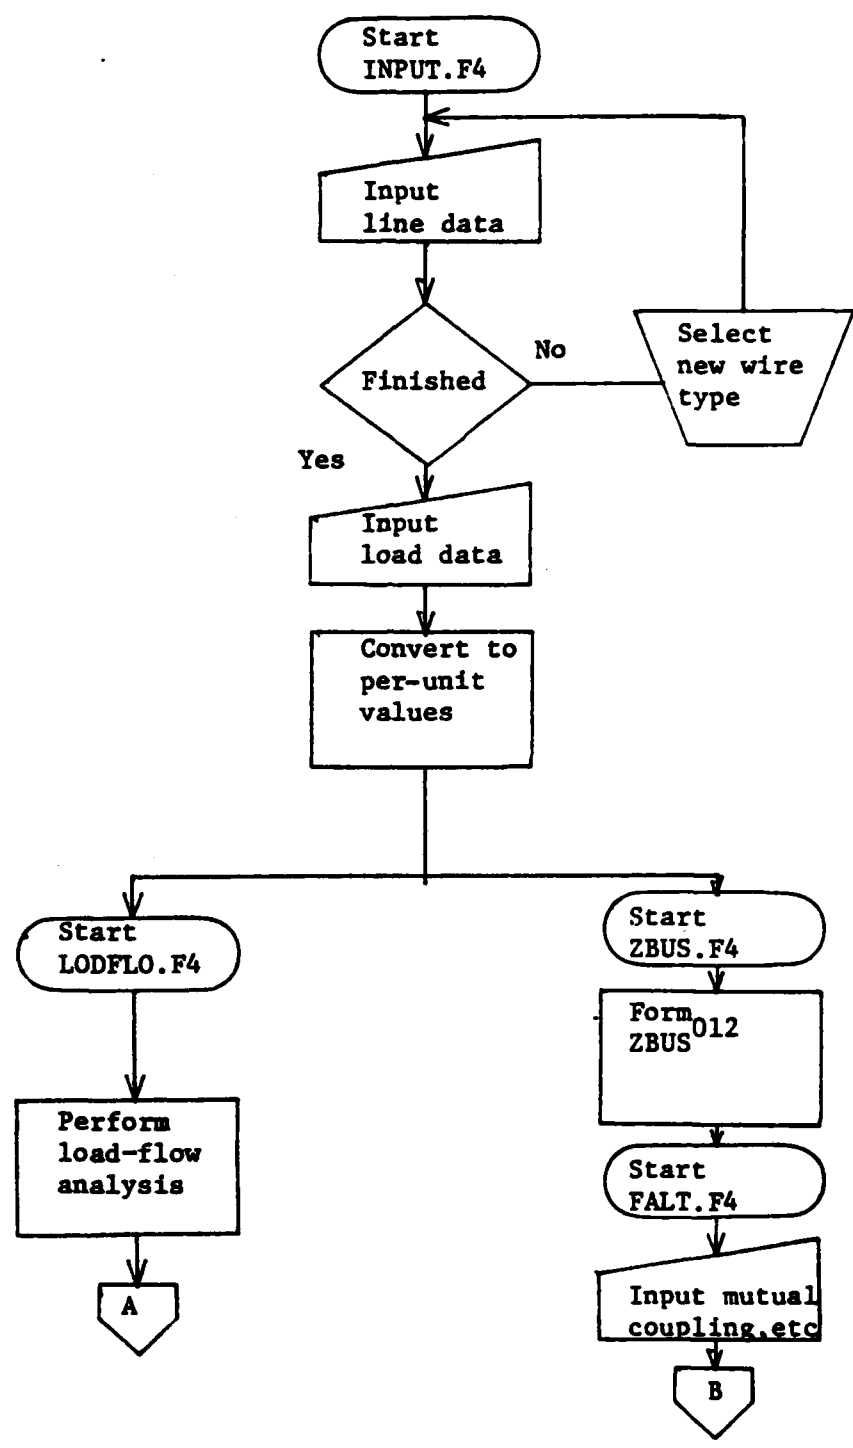 Start
INPUT.F4
Input
line data
Finished
No
Select
new wire
type
Yes
Input
load data
Convert to
per-unit
values
Start
LODFLO.F4
Perform
load-flow
analysis
A
Start
ZBUS.F4
Form
ZBUS012
Start
FALT.F4
Input mutual
coupling,etc
B